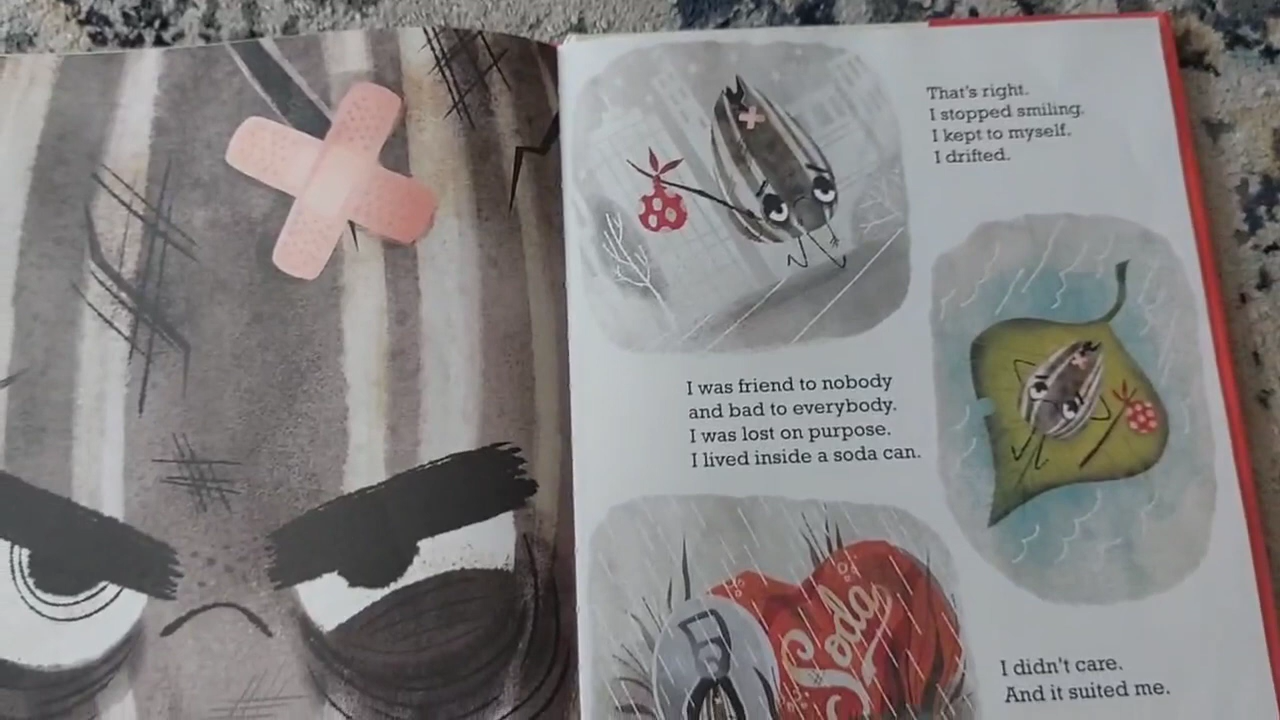 That's right.
I stopped smiling.
I kept to myself.
I drifted.
I was friend to nobody
and bad to everybody.
I was lost on purpose.
I lived inside a soda can.
Soda
I didn't care.
And it suited me.